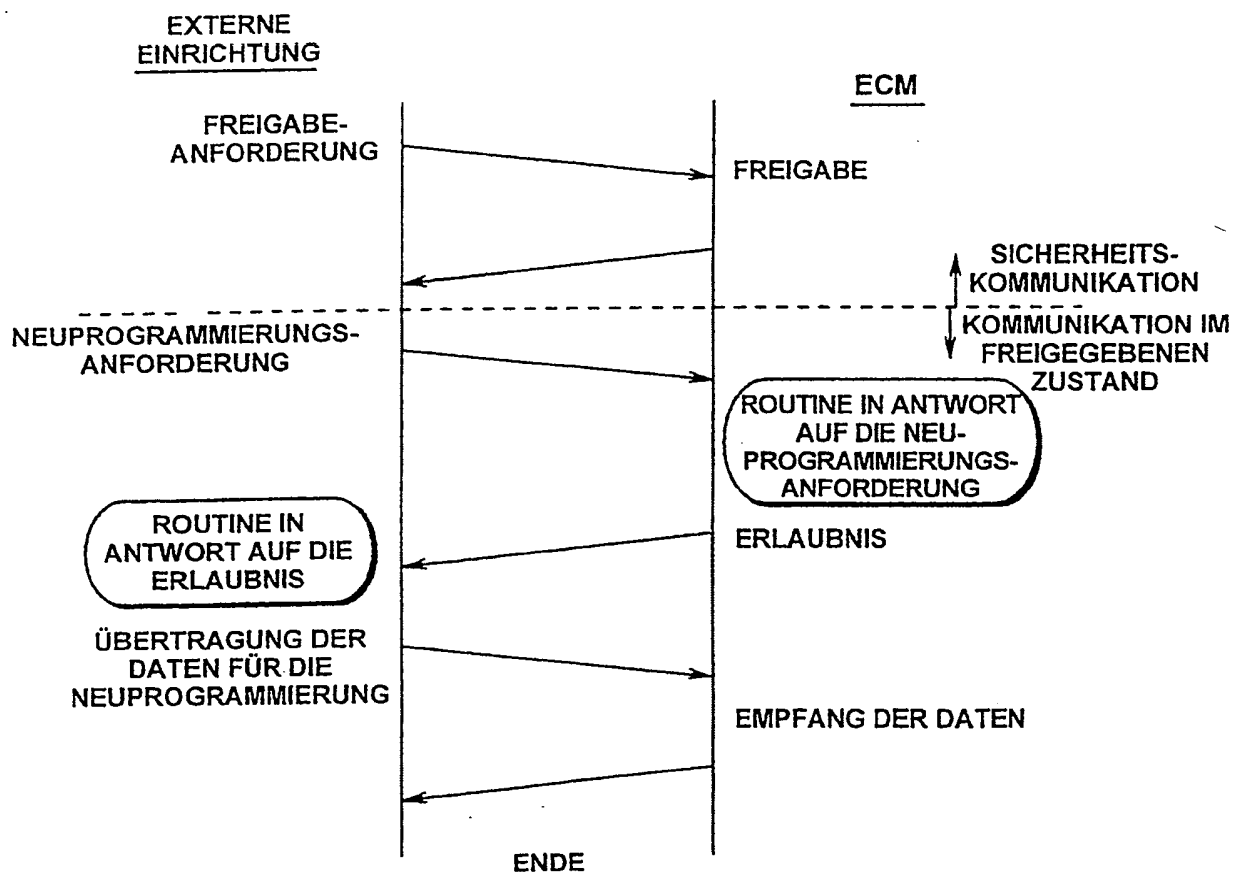 EXTERNE
EINRICHTUNG
ECM
FREIGABE-
ANFORDERUNG
FREIGABE
SICHERHEITS-
KOMMUNIKATION
NEUPROGRAMMIERUNGS-
ANFORDERUNG
KOMMUNIKATION IM
FREIGEGEBENEN
ZUSTAND
ROUTINE IN ANTWORT
AUF DIE NEU-
PROGRAMMIERUNGS-
ANFORDERUNG
ROUTINE IN
ANTWORT AUF DIE
ERLAUBNIS
ERLAUBNIS
ÜBERTRAGUNG DER
DATEN FÜR DIE
NEUPROGRAMMIERUNG
EMPFANG DER DATEN
ENDE